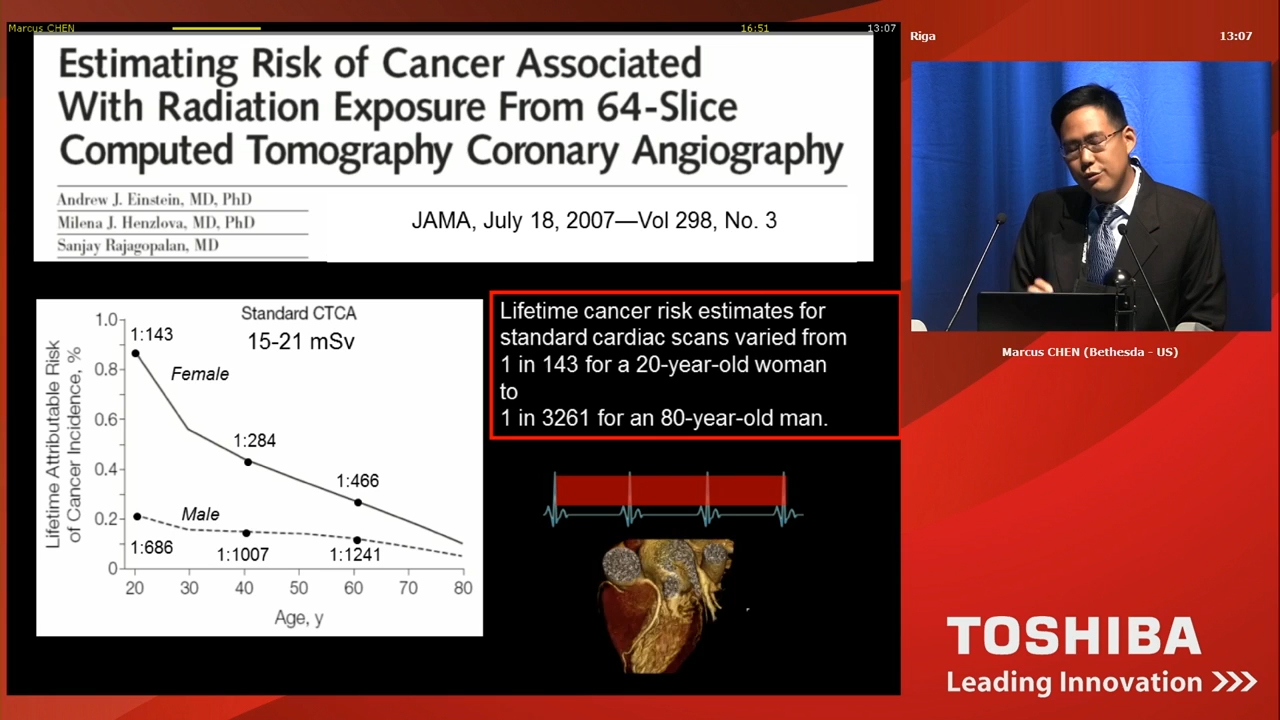 Marcus CHEN
16:51
13:07
Estimating Risk of Cancer Associated
With Radiation Exposure From 64-Slice
Computed Tomography Coronary Angiography
Andrew J. Einstein, MD, PhD
Milena J. Henzlova, MD, PhD
Sanjay Rajagopalan, MD
JAMA, July 18, 2007—Vol 298, No. 3
Standard CTCA
15-21 mSv
Lifetime Attributable Risk
of Cancer Incidence, %
1.0
0.8
0.6
0.4
0.2
0
1:143
Female
1:284
1:466
Male
1:686
1:1007
1:1241
20 30 40 50 60 70 80
Age, y
Lifetime cancer risk estimates for
standard cardiac scans varied from
1 in 143 for a 20-year-old woman
to
1 in 3261 for an 80-year-old man.
Riga
13:07
Marcus CHEN (Bethesda - US)
TOSHIBA
Leading Innovation >>>